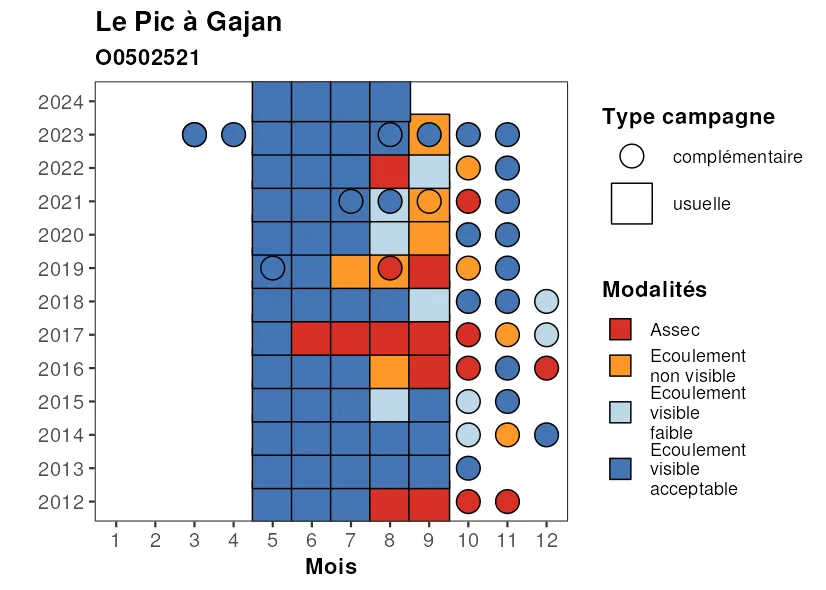 Le Pic à Gajan
O0502521
2024
2023
2022
2021
2020
2019
2018
2017
2016
2015
2014
2013
2012
1 2 3 4 5 6 7 8 9 10 11 12
Mois
Type campagne
complémentaire
usuelle
Modalités
Assec
Ecoulement
non visible
Ecoulement
visible
faible
Ecoulement
visible
acceptable